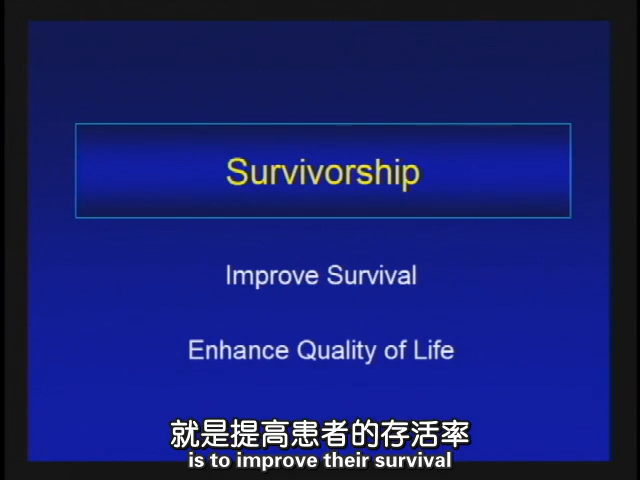 Survivorship
Improve Survival
Enhance Quality of Life
就是提高患者的存活率
is to improve their survival